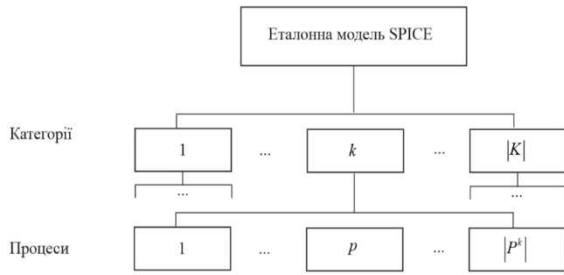 Еталонна модель SPICE
Категорії 1 ... k ... |K|
... ...
Процеси 1 ... p ... |P^k|